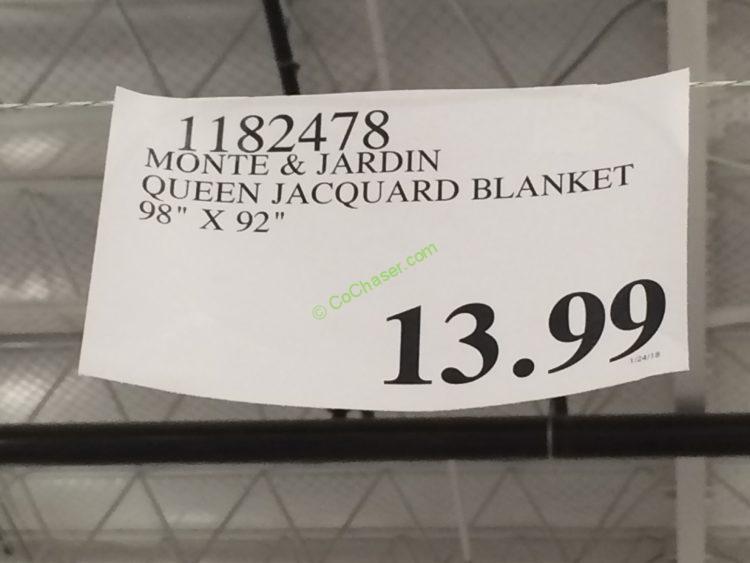 1182478
MONTE & JARDIN
QUEEN JACQUARD BLANKET
98" X 92"
© CoChaser.com
13.99
1/24/18